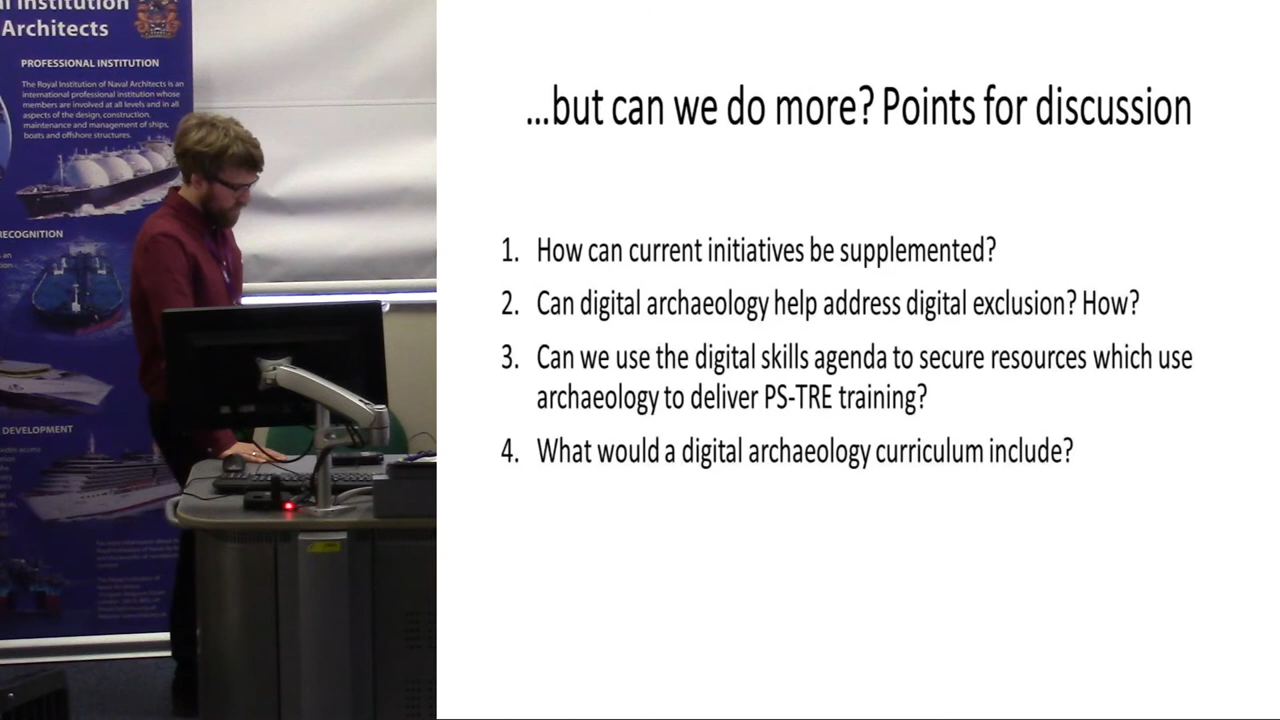 al Institution
Architects
PROFESSIONAL INSTITUTION
The Royal Institution of Naval Architects is an
international professional institution whose
members are involved at all levels and in all
aspects of the design, construction,
maintenance and management of ships,
boats and offshore structures.
RECOGNITION
DEVELOPMENT
...but can we do more? Points for discussion
1. How can current initiatives be supplemented?
2. Can digital archaeology help address digital exclusion? How?
3. Can we use the digital skills agenda to secure resources which use
archaeology to deliver PS-TRE training?
4. What would a digital archaeology curriculum include?